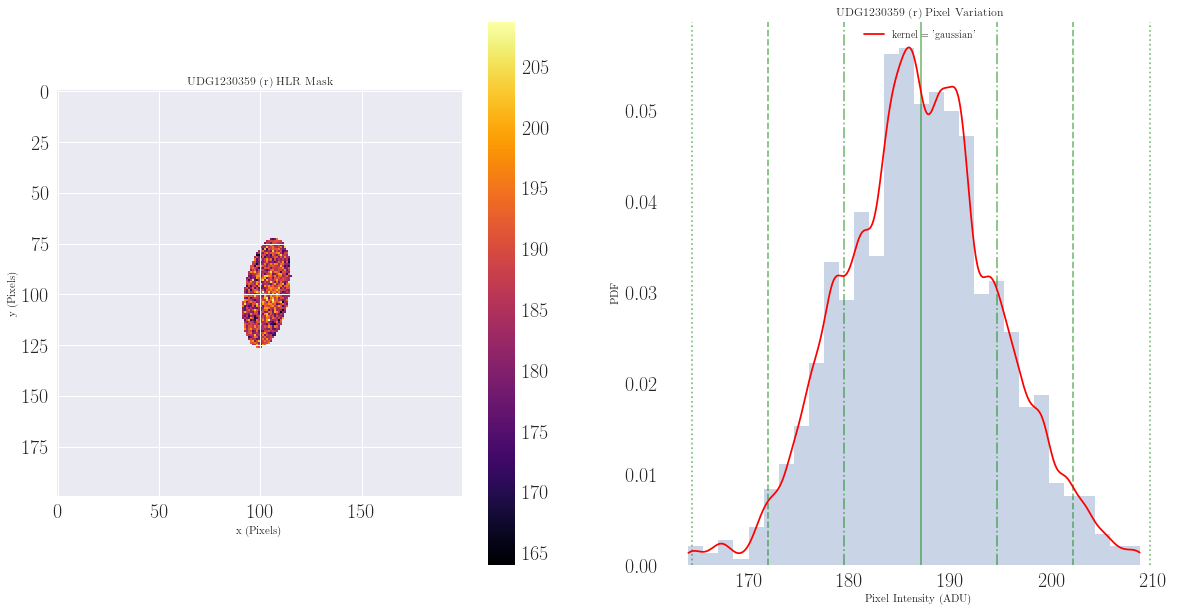 UDG1230359 (r) HLR Mask
0
25
50
75
100
125
150
175
y (Pixels)
0 50 100 150
x (Pixels)
205
200
195
190
185
180
175
170
165
UDG1230359 (r) Pixel Variation
kernel = 'gaussian'
0.05
0.04
0.03
0.02
0.01
0.00
PDF
170 180 190 200 210
Pixel Intensity (ADU)